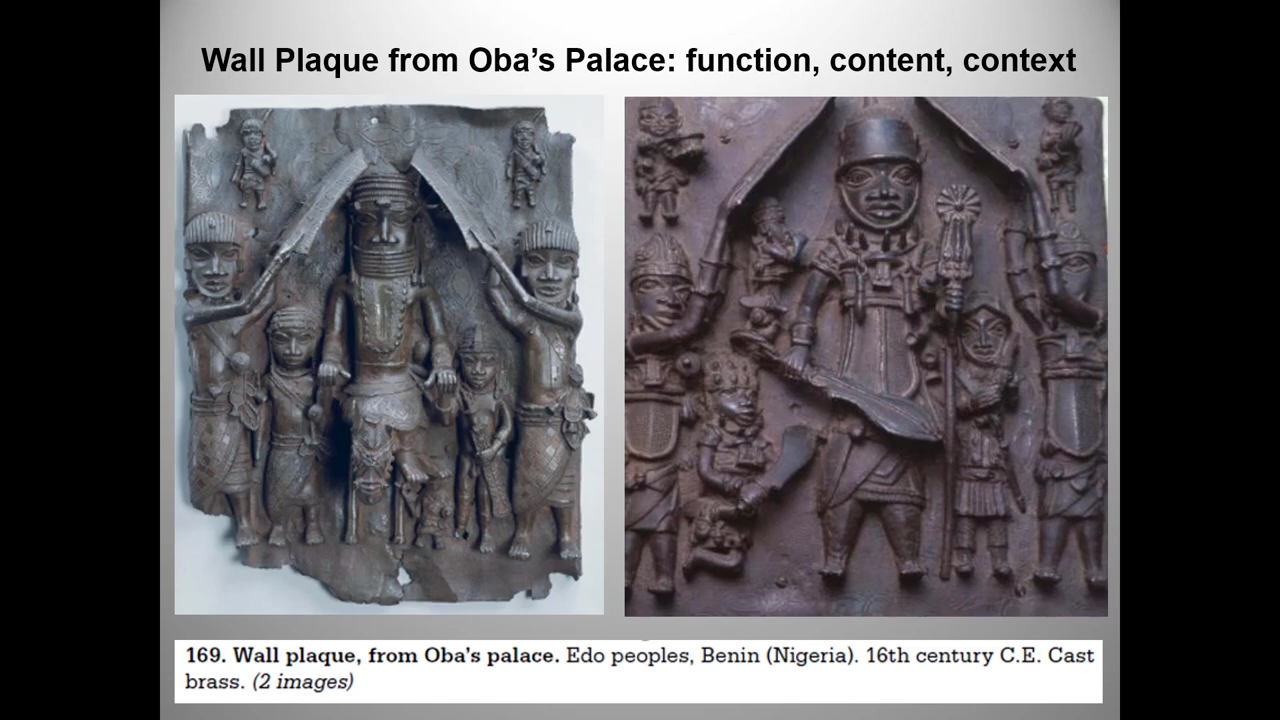 Wall Plaque from Oba’s Palace: function, content, context
169. Wall plaque, from Oba’s palace. Edo peoples, Benin (Nigeria). 16th century C.E. Cast
brass. (2 images)